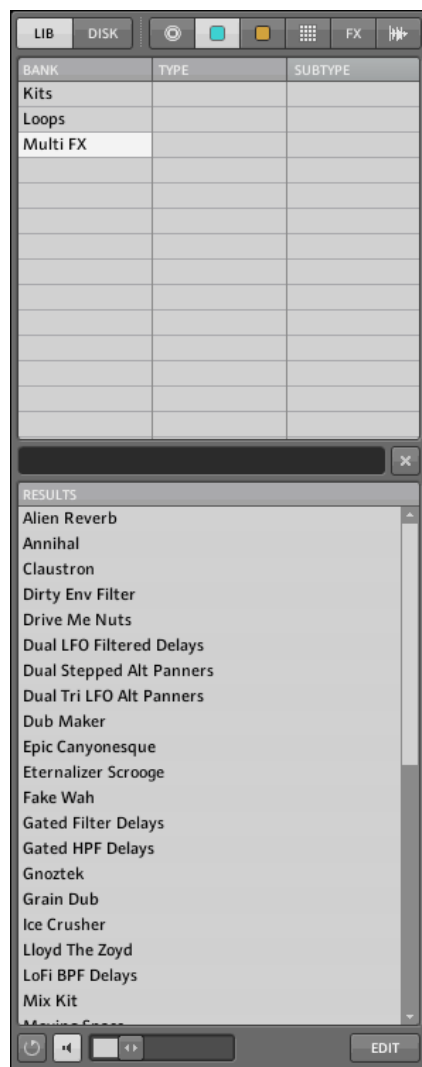 LIB DISK FX
BANK TYPE SUBTYPE
Kits
Loops
Multi FX
RESULTS
Alien Reverb
Annihal
Claustron
Dirty Env Filter
Drive Me Nuts
Dual LFO Filtered Delays
Dual Stepped Alt Panners
Dual Tri LFO Alt Panners
Dub Maker
Epic Canyonesque
Eternalizer Scrooge
Fake Wah
Gated Filter Delays
Gated HPF Delays
Gnoztek
Grain Dub
Ice Crusher
Lloyd The Zoyd
LoFi BPF Delays
Mix Kit
EDIT